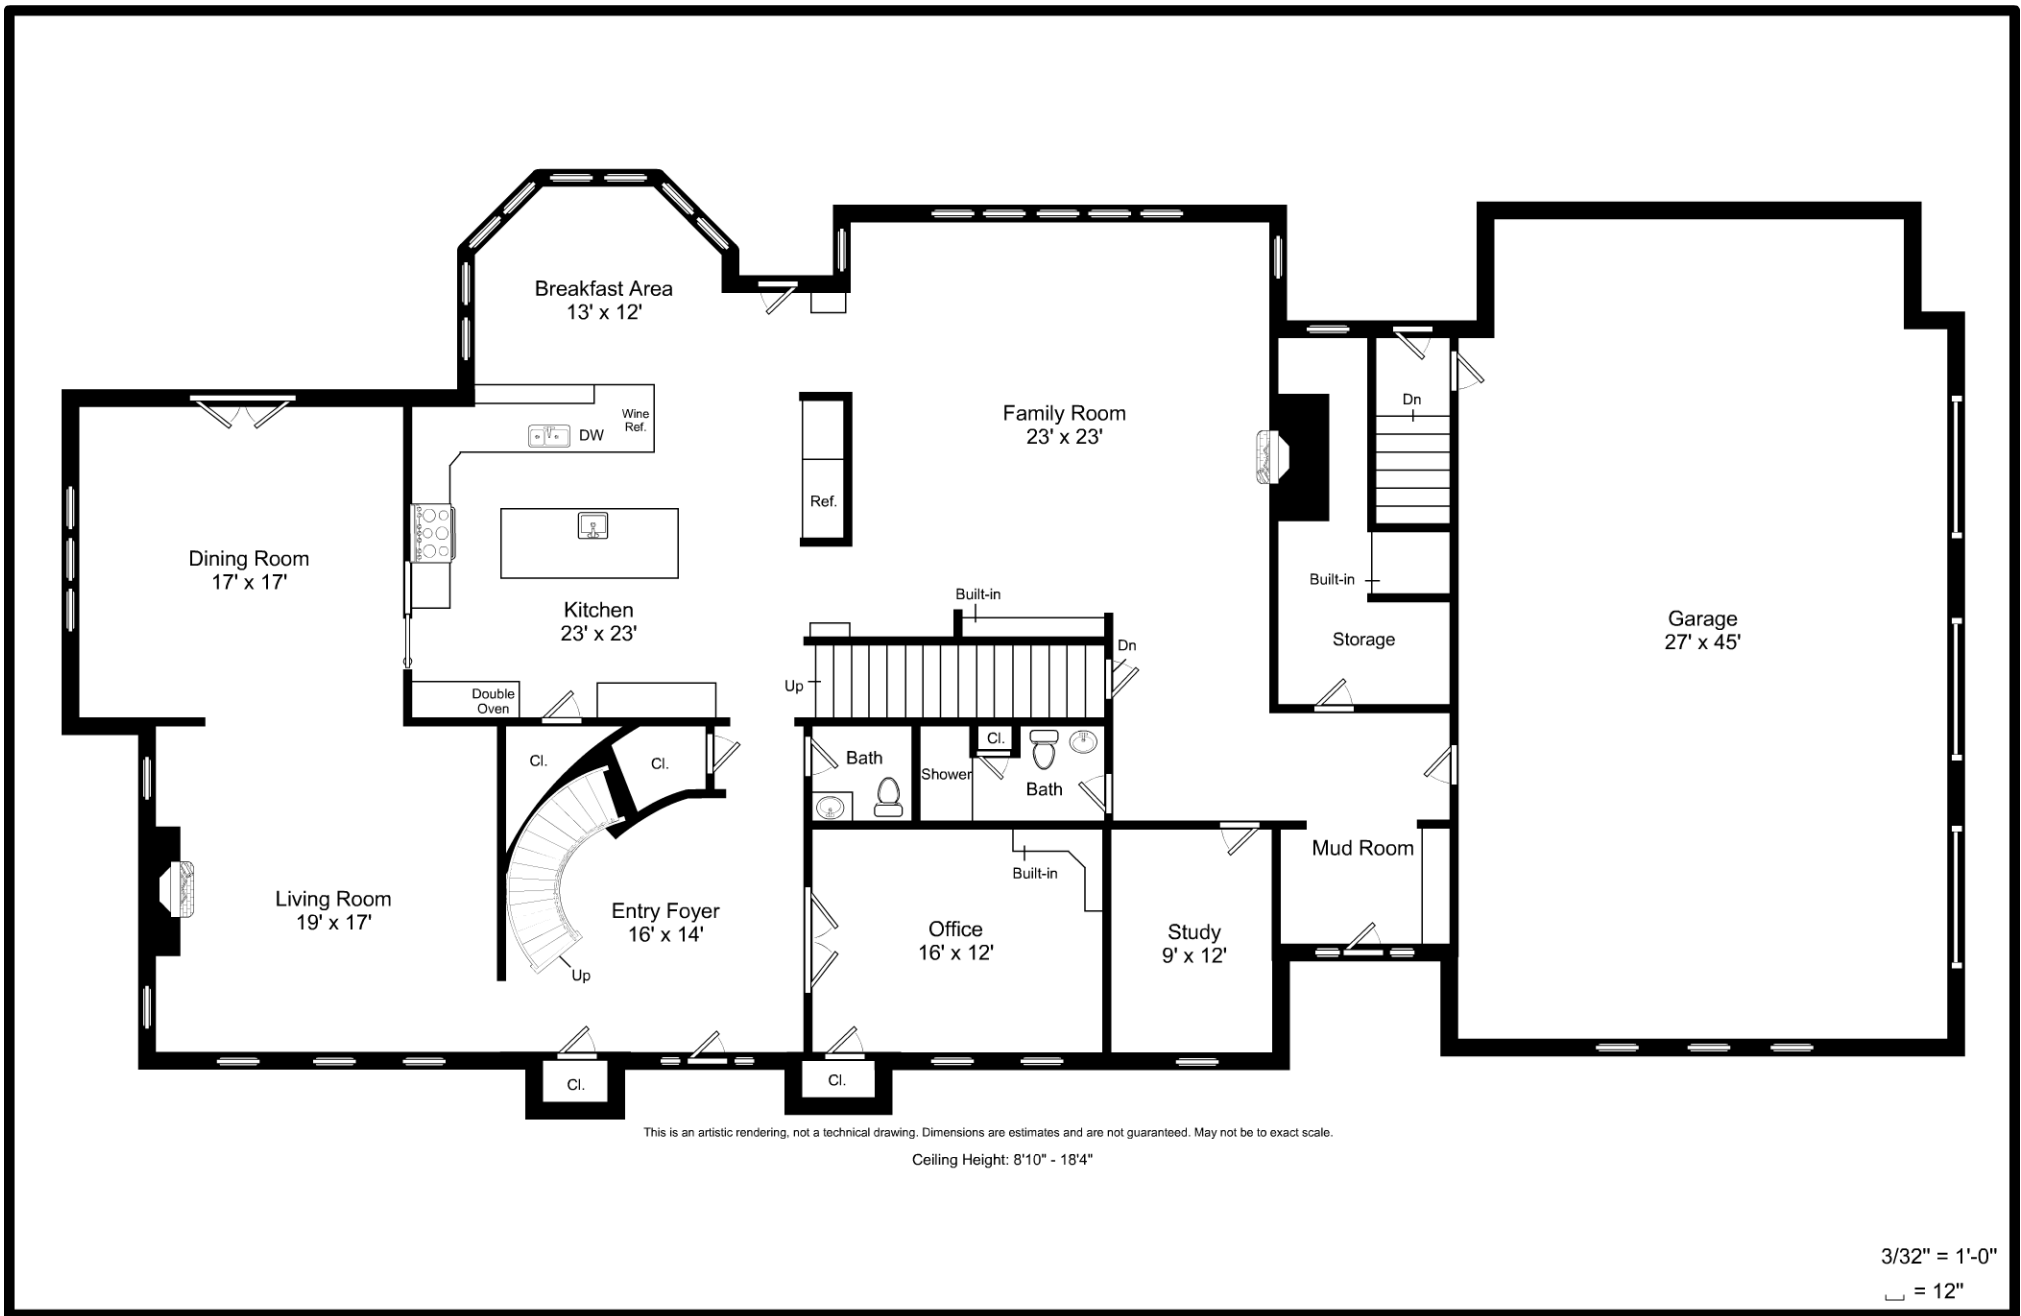 Breakfast Area
13' x 12'
Wine
Ref.
DW
Family Room
23' x 23'
Dn
Ref.
Dining Room
17' x 17'
Built-in
Built-in
Kitchen
23' x 23'
Garage
27' x 45'
Storage
Dn
Up
Double
Oven
Cl.
Cl.
Bath
Cl.
Shower
Bath
Mud Room
Built-in
Living Room
19' x 17'
Entry Foyer
16' x 14'
Office
16' x 12'
Study
9' x 12'
Up
Cl.
Cl.
This is an artistic rendering, not a technical drawing. Dimensions are estimates and are not guaranteed. May not be to exact scale.
Ceiling Height: 8'10" - 18'4"
3/32" = 1'-0"
= 12"